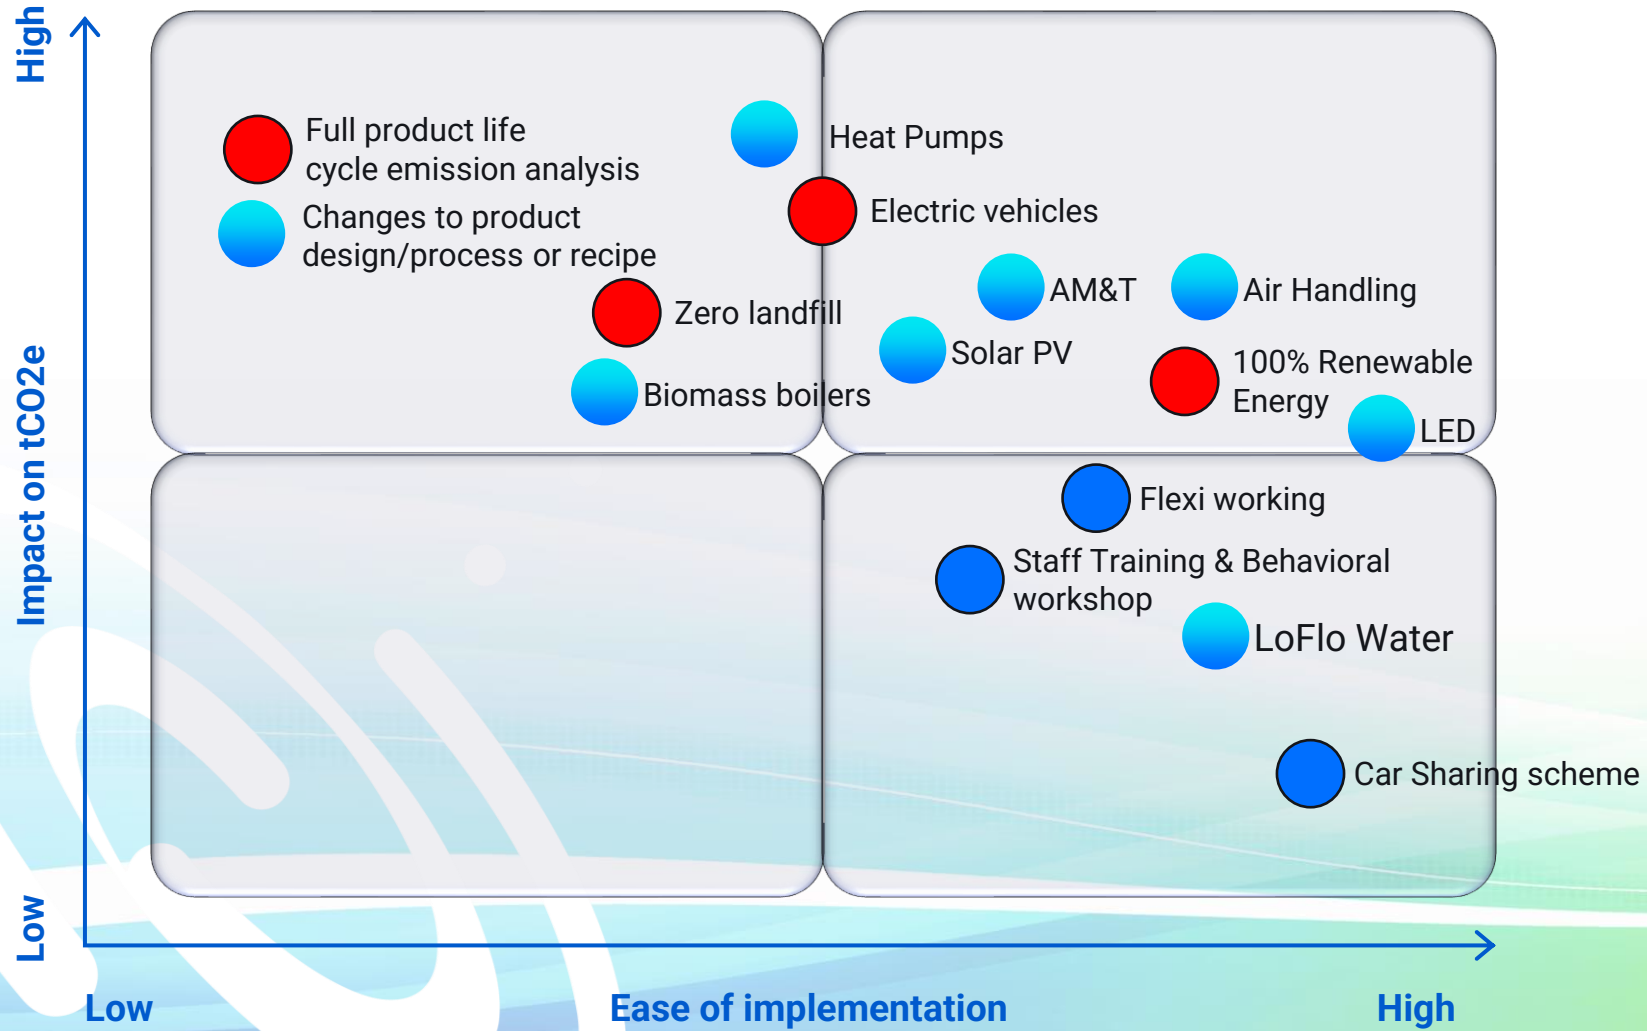 High
Full product life
cycle emission analysis
Heat Pumps
Changes to product
design/process or recipe
Electric vehicles
Zero landfill
AM&T
Air Handling
Solar PV
100% Renewable
Energy
Biomass boilers
LED
Impact on tCO2e
Flexi working
Staff Training & Behavioral
workshop
LoFlo Water
Car Sharing scheme
Low
Low
Ease of implementation
High